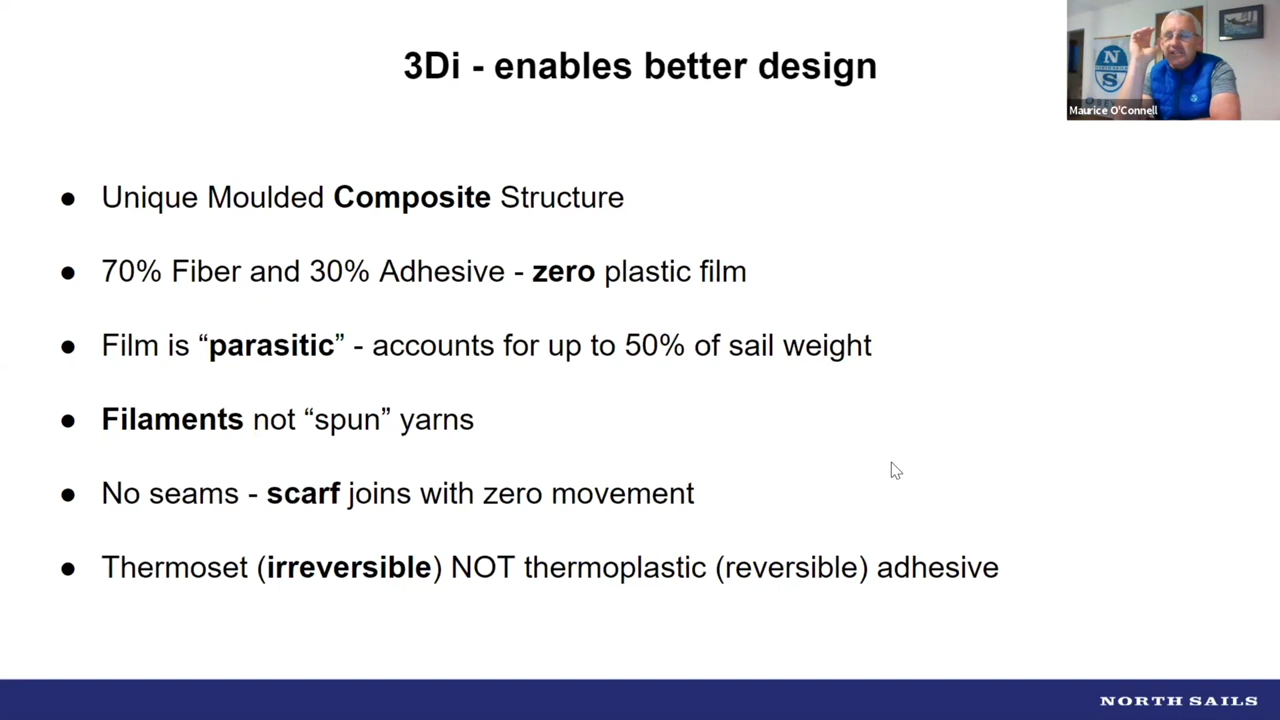 3Di - enables better design
N
NORTH SAILS
S
Maurice O'Connell
● Unique Moulded Composite Structure
● 70% Fiber and 30% Adhesive - zero plastic film
● Film is “parasitic” - accounts for up to 50% of sail weight
● Filaments not “spun” yarns
● No seams - scarf joins with zero movement
● Thermoset (irreversible) NOT thermoplastic (reversible) adhesive
NORTH SAILS